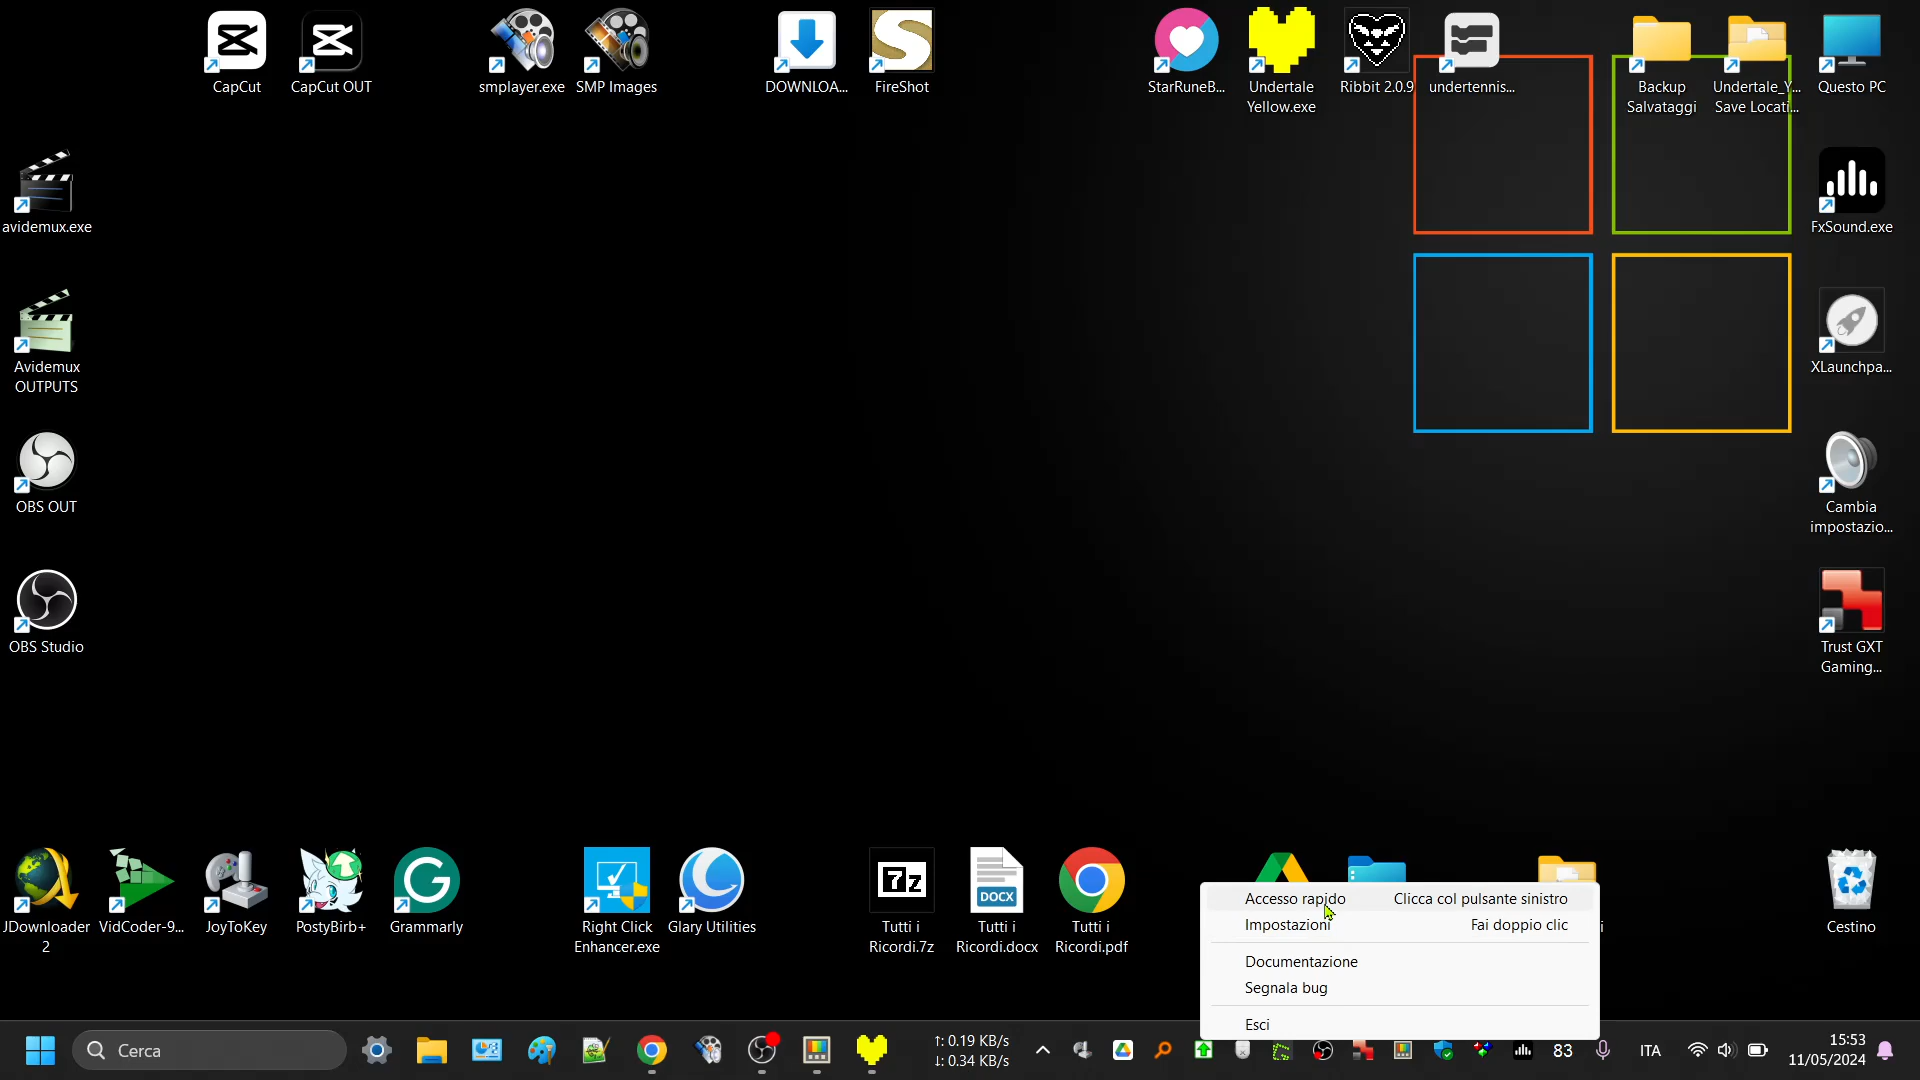 CapCut
CapCut OUT
smplayer.exe
SMP Images
DOWNLOA...
FireShot
StarRuneB...
Undertale
Yellow.exe
Ribbit 2.0.9
undertennis...
Backup
Salvataggi
Undertale_Y...
Save Locati...
Questo PC
avidemux.exe
FxSound.exe
Avidemux
OUTPUTS
XLaunchpa...
OBS OUT
Cambia
impostazio...
OBS Studio
Trust GXT
Gaming...
JDownloader
2
VidCoder-9...
JoyToKey
PostyBirb+
Grammarly
Right Click
Enhancer.exe
Glary Utilities
7z
Tutti i
Ricordi.7z
DOCX
Tutti i
Ricordi.docx
Tutti i
Ricordi.pdf
Cestino
Accesso rapido Clicca col pulsante sinistro
Impostazioni Fai doppio clic
Documentazione
Segnala bug
Esci
Cerca
↑: 0.19 KB/s
↓: 0.34 KB/s
83
ITA
15:53
11/05/2024